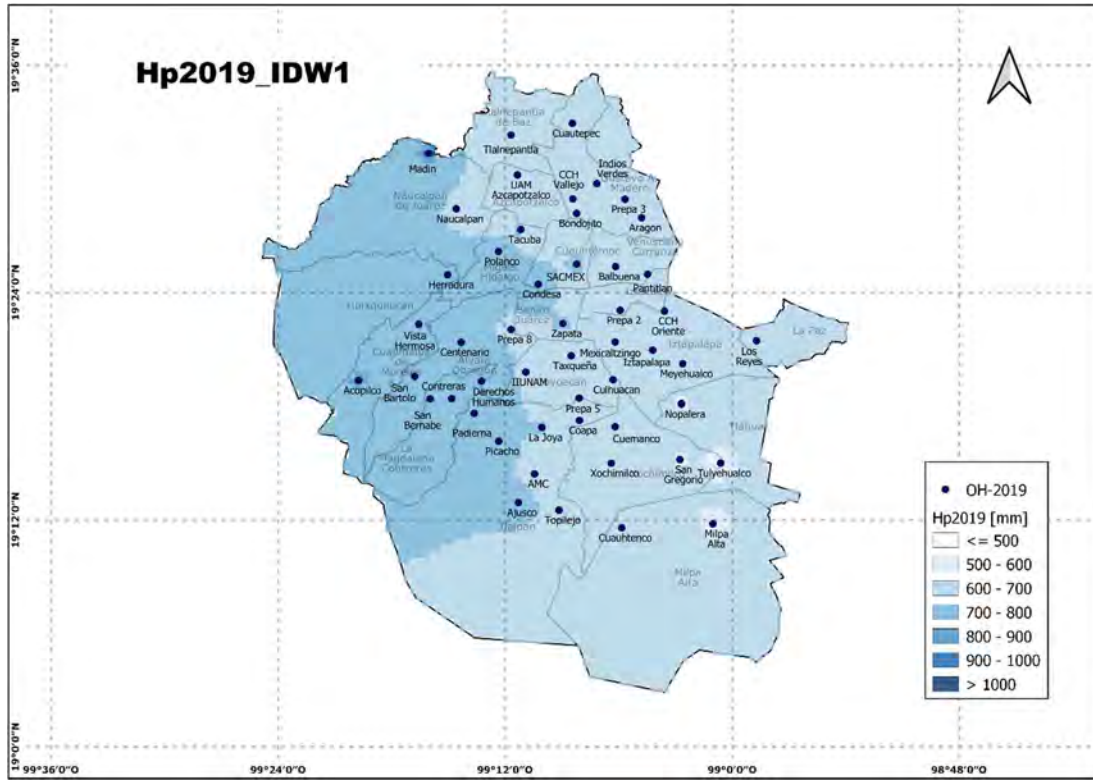 Hp2019_IDW1
19°36'0"N
19°24'0"N
19°12'0"N
19°0'0"N
99°36'0"O
99°24'0"O
99°12'0"O
99°0'0"O
98°48'0"O
Cuautepec
Tlalnepantla
Madin
Indios
Verdes
CCH
Vallejo
UAM
Azcapotzalco
Azcapotzalco
Prepa 3
Naucalpan
Bondojito
Aragon
Tacuba
Polanco
SACMEX
Balbuena
Pantitlan
Herradura
Condesa
Prepa 2
CCH
Oriente
Iztapalapa
La Paz
Vista
Hermosa
Prepa 8
Zapata
Centenario
Mexicaltzingo
Iztapalapa
Los
Reyes
Taxqueña
Meyehualco
Acopilco
San
Bartolo
Contreras
Derechos
Humanos
IIUNAM
Culhuacan
San
Bernabe
Prepa 5
Nopalera
Padierna
La Joya
Coapa
Cuemanco
Picacho
La
Magdalena
Contreras
AMC
Xochimilco
San
Gregorio
Tulyehualco
Ajusco
Topilejo
Cuauhtenco
Milpa
Alta
Milpa
Alta
OH-2019
Hp2019 [mm]
<= 500
500 - 600
600 - 700
700 - 800
800 - 900
900 - 1000
> 1000